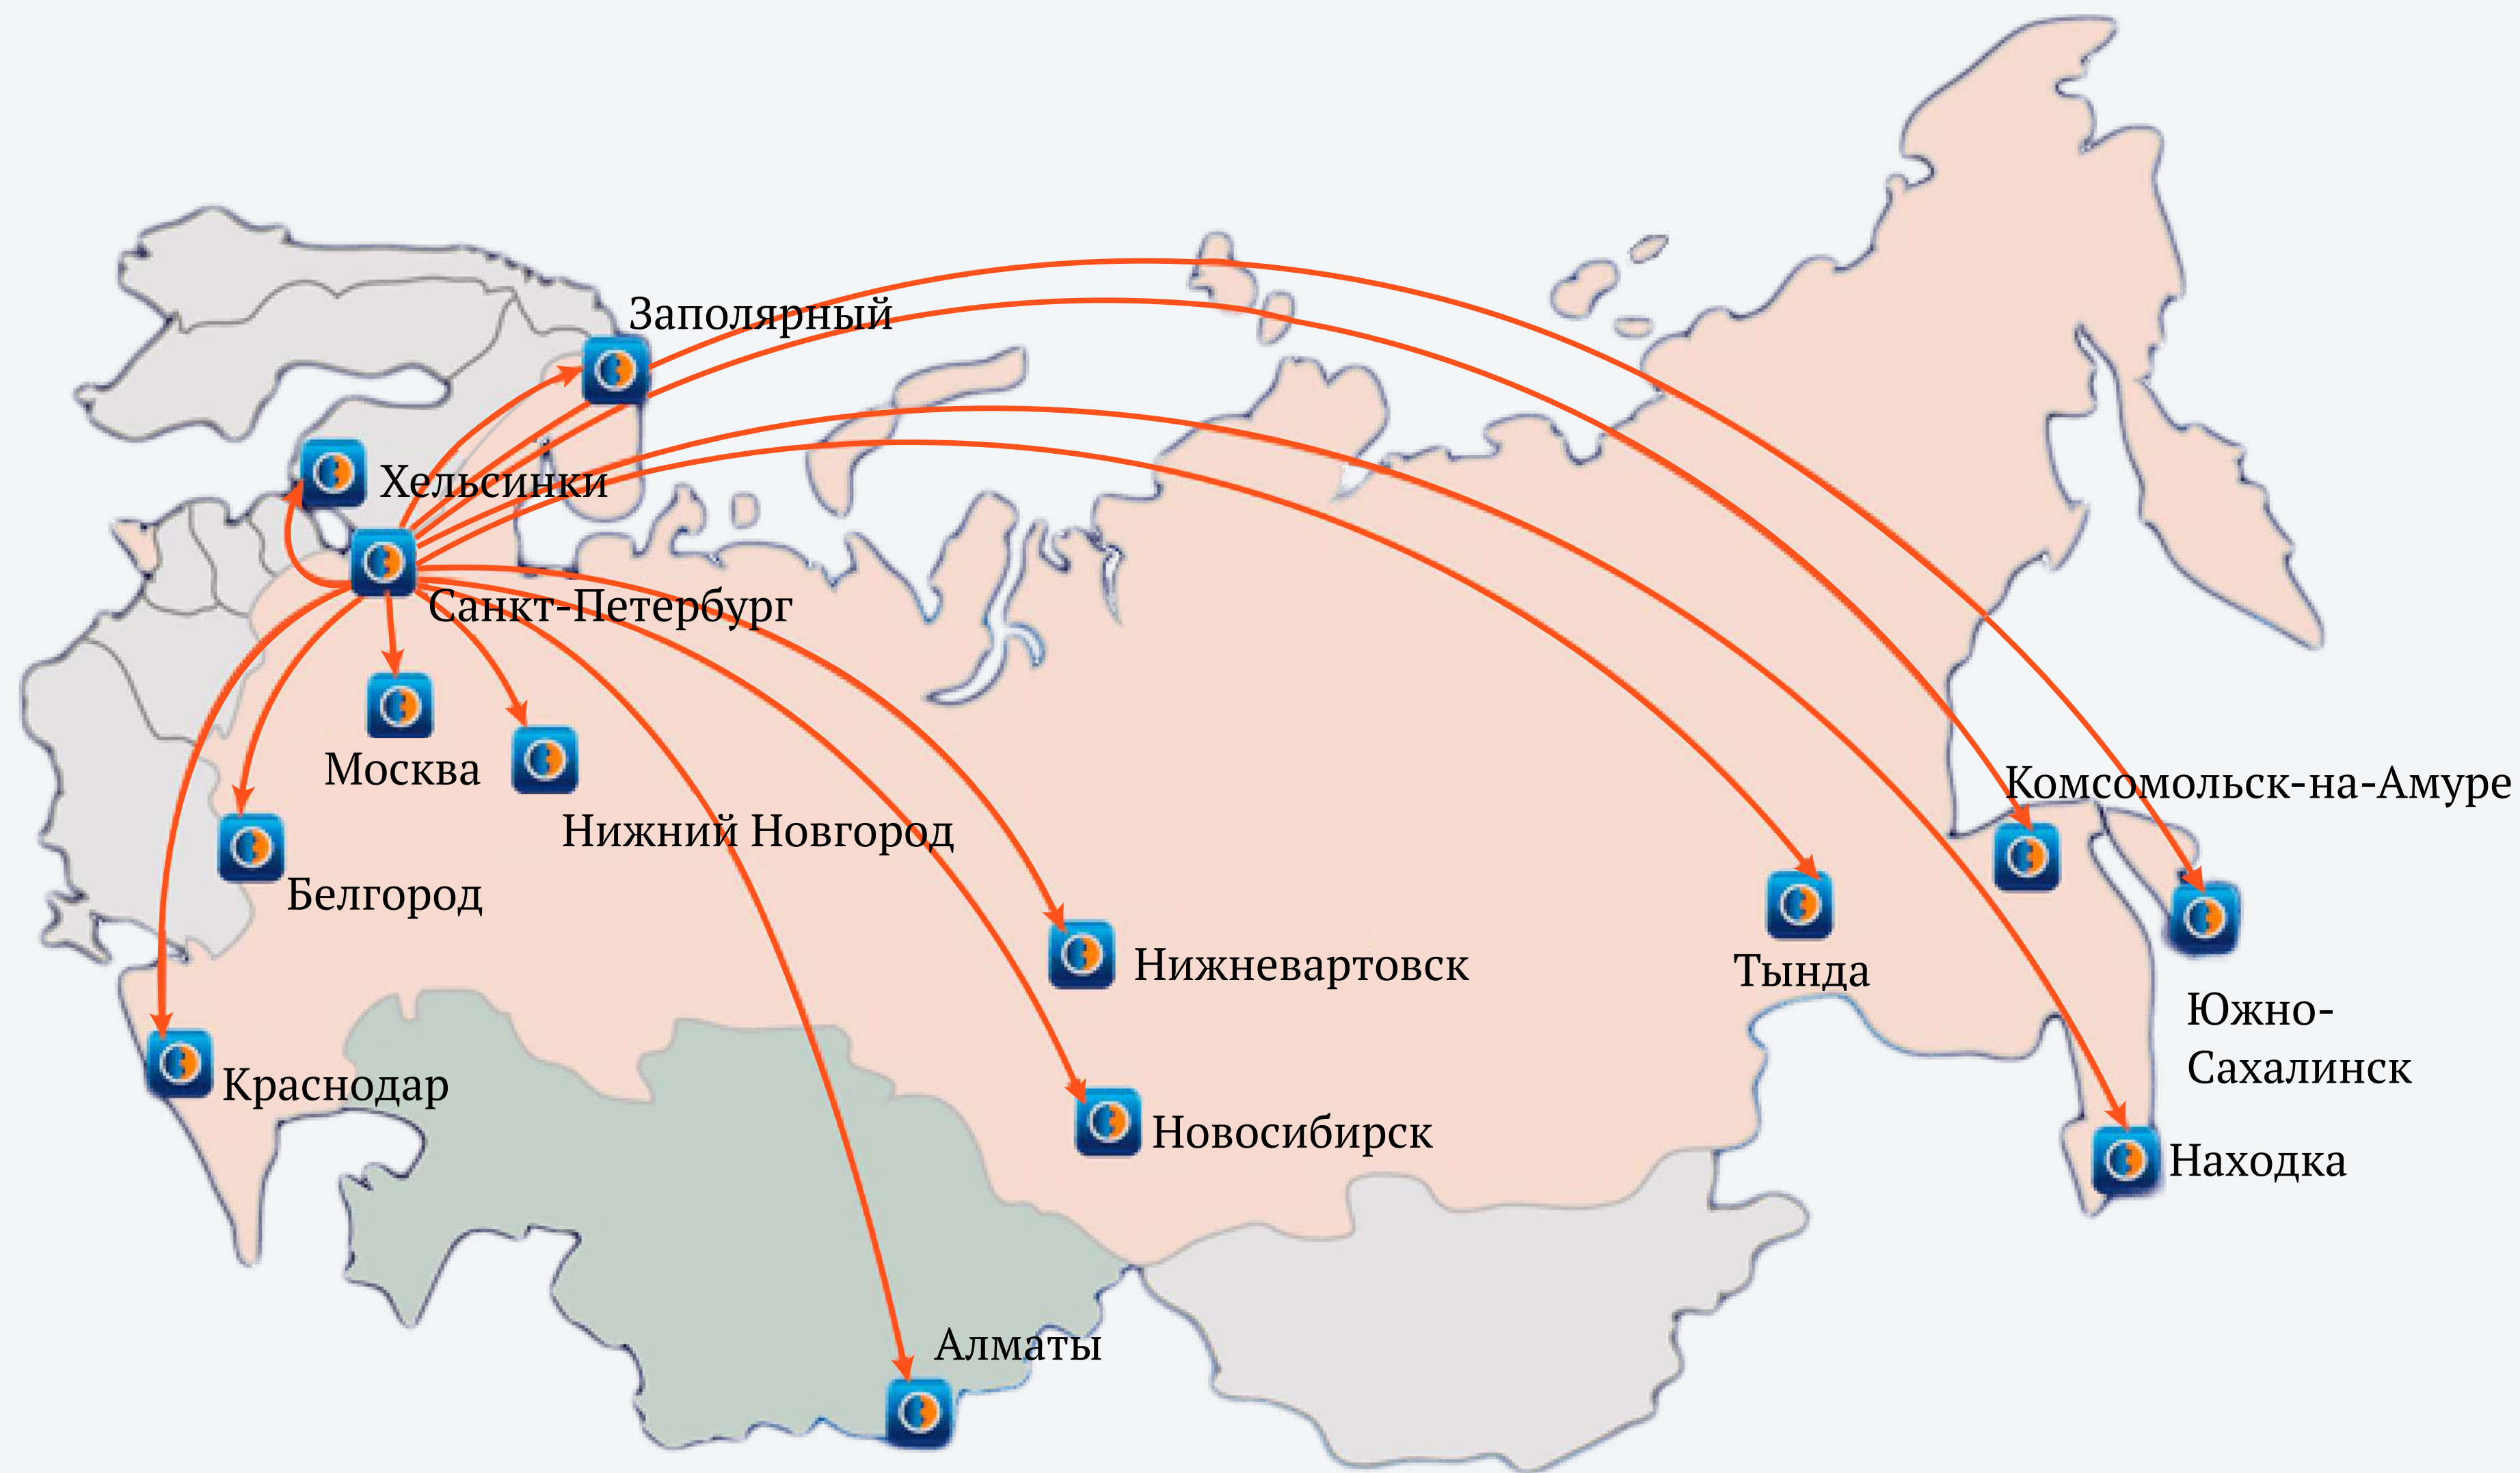 Заполярный
Хельсинки
Санкт-Петербург
Москва
Комсомольск-на-Амуре
Нижний Новгород
Белгород
Нижневартовск
Тында
Южно-
Сахалинск
Краснодар
Новосибирск
Находка
Алматы